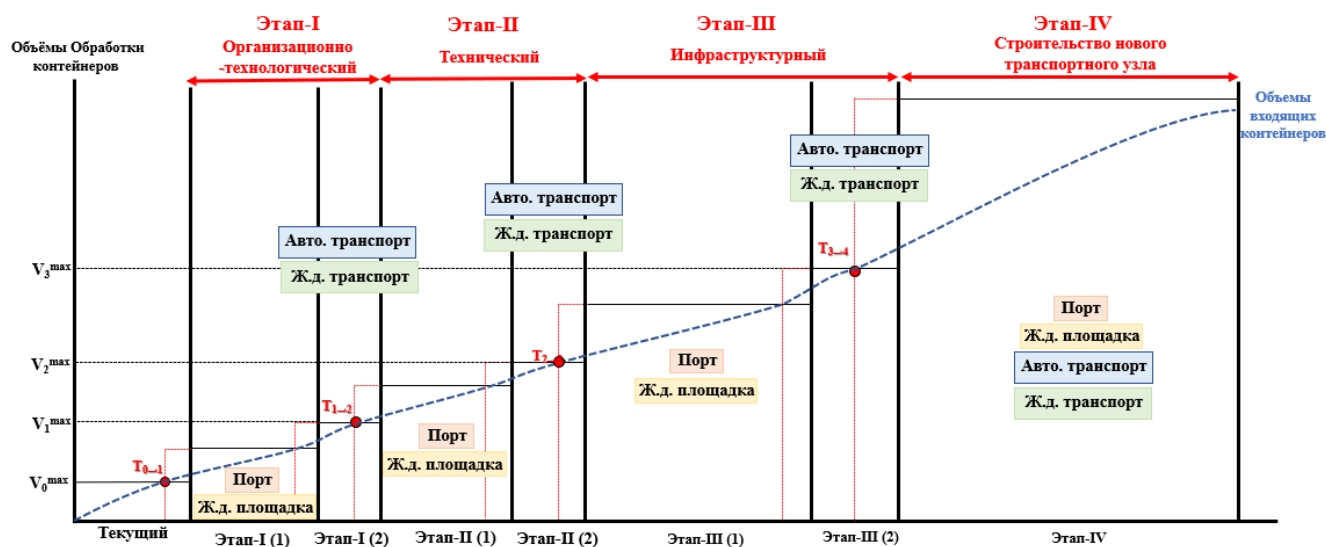 Этап-I
Этап-II
Этап-III
Этап-IV
Объёмы Обработки
контейнеров
Организационно
-технологический
Технический
Инфраструктурный
Строительство нового
транспортного узла
Объемы
входящих
контейнеров
Авто. транспорт
Ж.д. транспорт
Авто. транспорт
Ж.д. транспорт
Авто. транспорт
Ж.д. транспорт
V3max
T3→4
Порт
Ж.д. площадка
Авто. транспорт
Ж.д. транспорт
V2max
T2
Порт
Ж.д. площадка
V1max
T1→2
Порт
Ж.д. площадка
V0max
T0→1
Порт
Ж.д. площадка
Текущий
Этап-I (1)
Этап-I (2)
Этап-II (1)
Этап-II (2)
Этап-III (1)
Этап-III (2)
Этап-IV